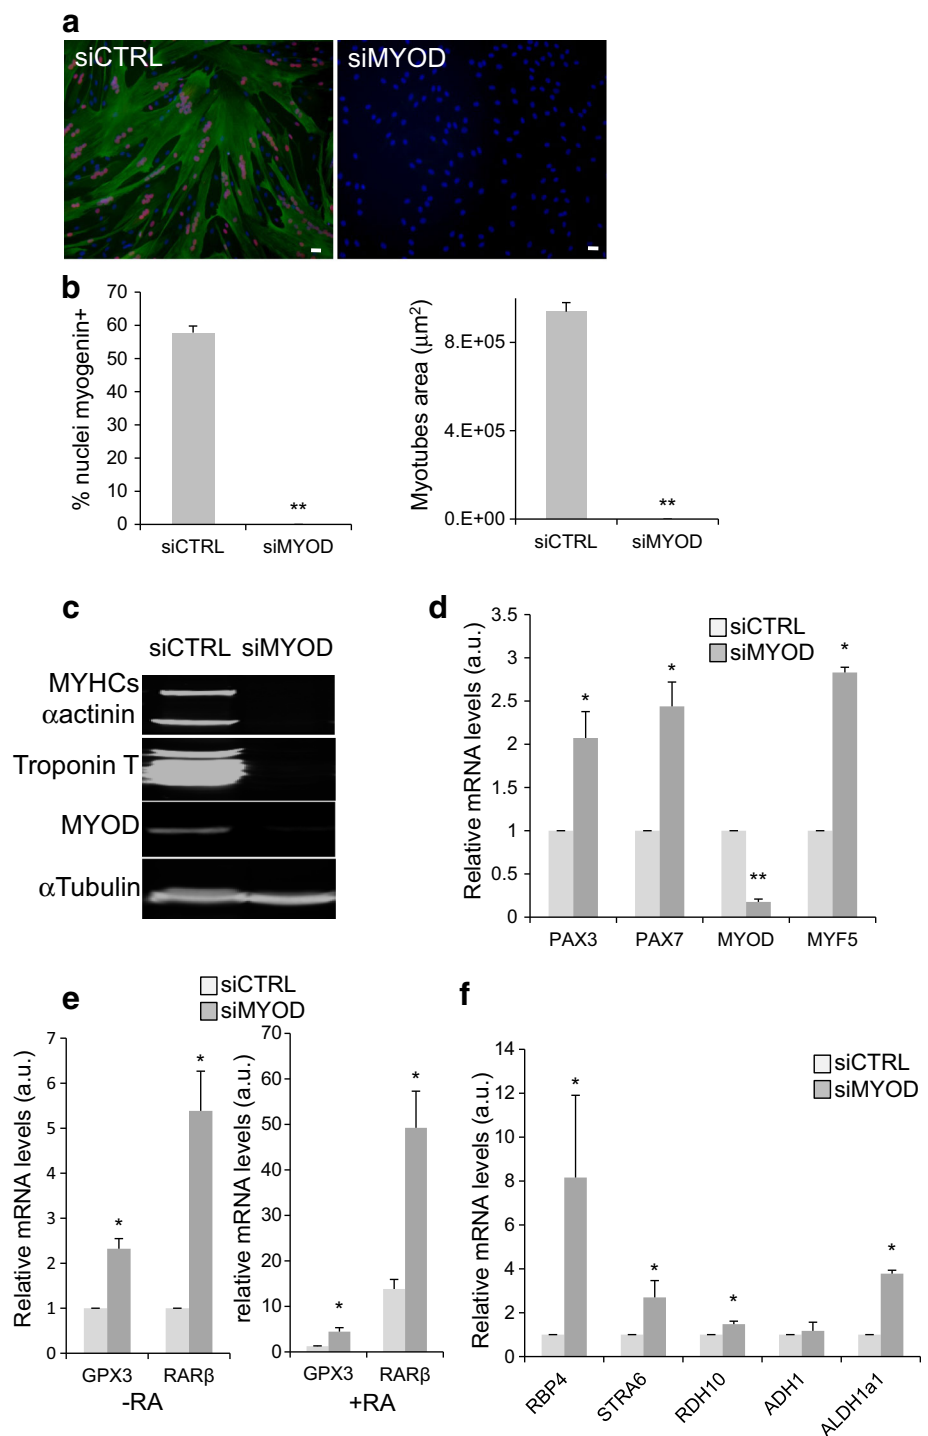 a
siCTRL
siMYOD
b
% nuclei myogenin+
70
60
50
40
30
20
10
0
**
siCTRL
siMYOD
Myotubes area (μm²)
8.E+05
4.E+05
0.E+00
**
siCTRL
siMYOD
c
siCTRL siMYOD
MYHCs
αactinin
Troponin T
MYOD
αTubulin
d
Relative mRNA levels (a.u.)
3.5
3
2.5
2
1.5
1
0.5
0
siCTRL
siMYOD
*
*
**
*
PAX3 PAX7 MYOD MYF5
e
siCTRL
siMYOD
Relative mRNA levels (a.u.)
7
6
5
4
3
2
1
0
*
*
GPX3 RARβ
-RA
relative mRNA levels (a.u.)
70
60
50
40
30
20
10
0
*
*
GPX3 RARβ
+RA
f
Relative mRNA levels (a.u.)
14
12
10
8
6
4
2
0
siCTRL
siMYOD
*
*
*
*
RBP4
STRA6
RDH10
ADH1
ALDH1a1